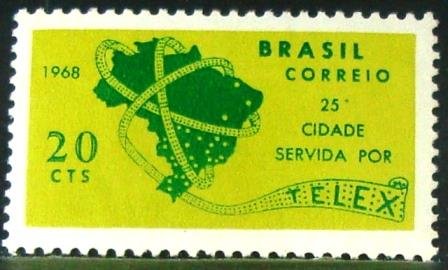 BRASIL
1968
CORREIO
25ª
CIDADE
SERVIDA POR
20
CTS
TELEX